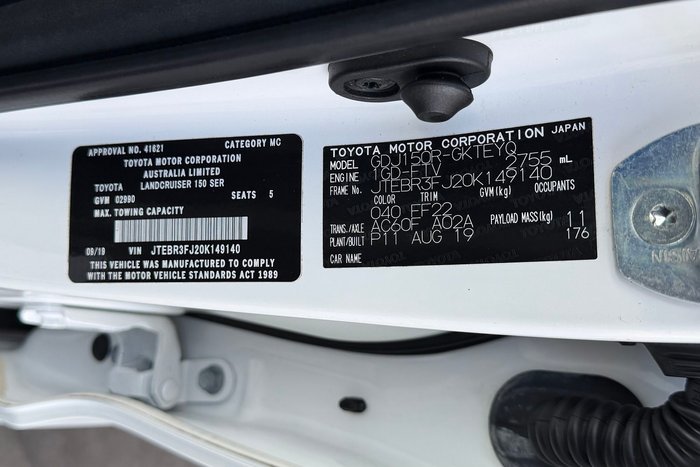 APPROVAL NO. 41621 CATEGORY MC
TOYOTA MOTOR CORPORATION
AUSTRALIA LIMITED
TOYOTA LANDCRUISER 150 SER
GVM 02990 SEATS 5
MAX. TOWING CAPACITY
09/19 VIN JTEBR3FJ20K149140
THIS VEHICLE WAS MANUFACTURED TO COMPLY
WITH THE MOTOR VEHICLE STANDARDS ACT 1989
TOYOTA MOTOR CORPORATION JAPAN
MODEL GDJ150R-GKTEYQ
ENGINE 1GD-FTV 2755 mL
FRAME No. JTEBR3FJ20K149140
COLOR TRIM GVM(kg) OCCUPANTS
040 EF22
TRANS./AXLE AC60F A02A PAYLOAD MASS(kg) 11
PLANT/BUILT P11 AUG 19 176
CAR NAME
AISIN